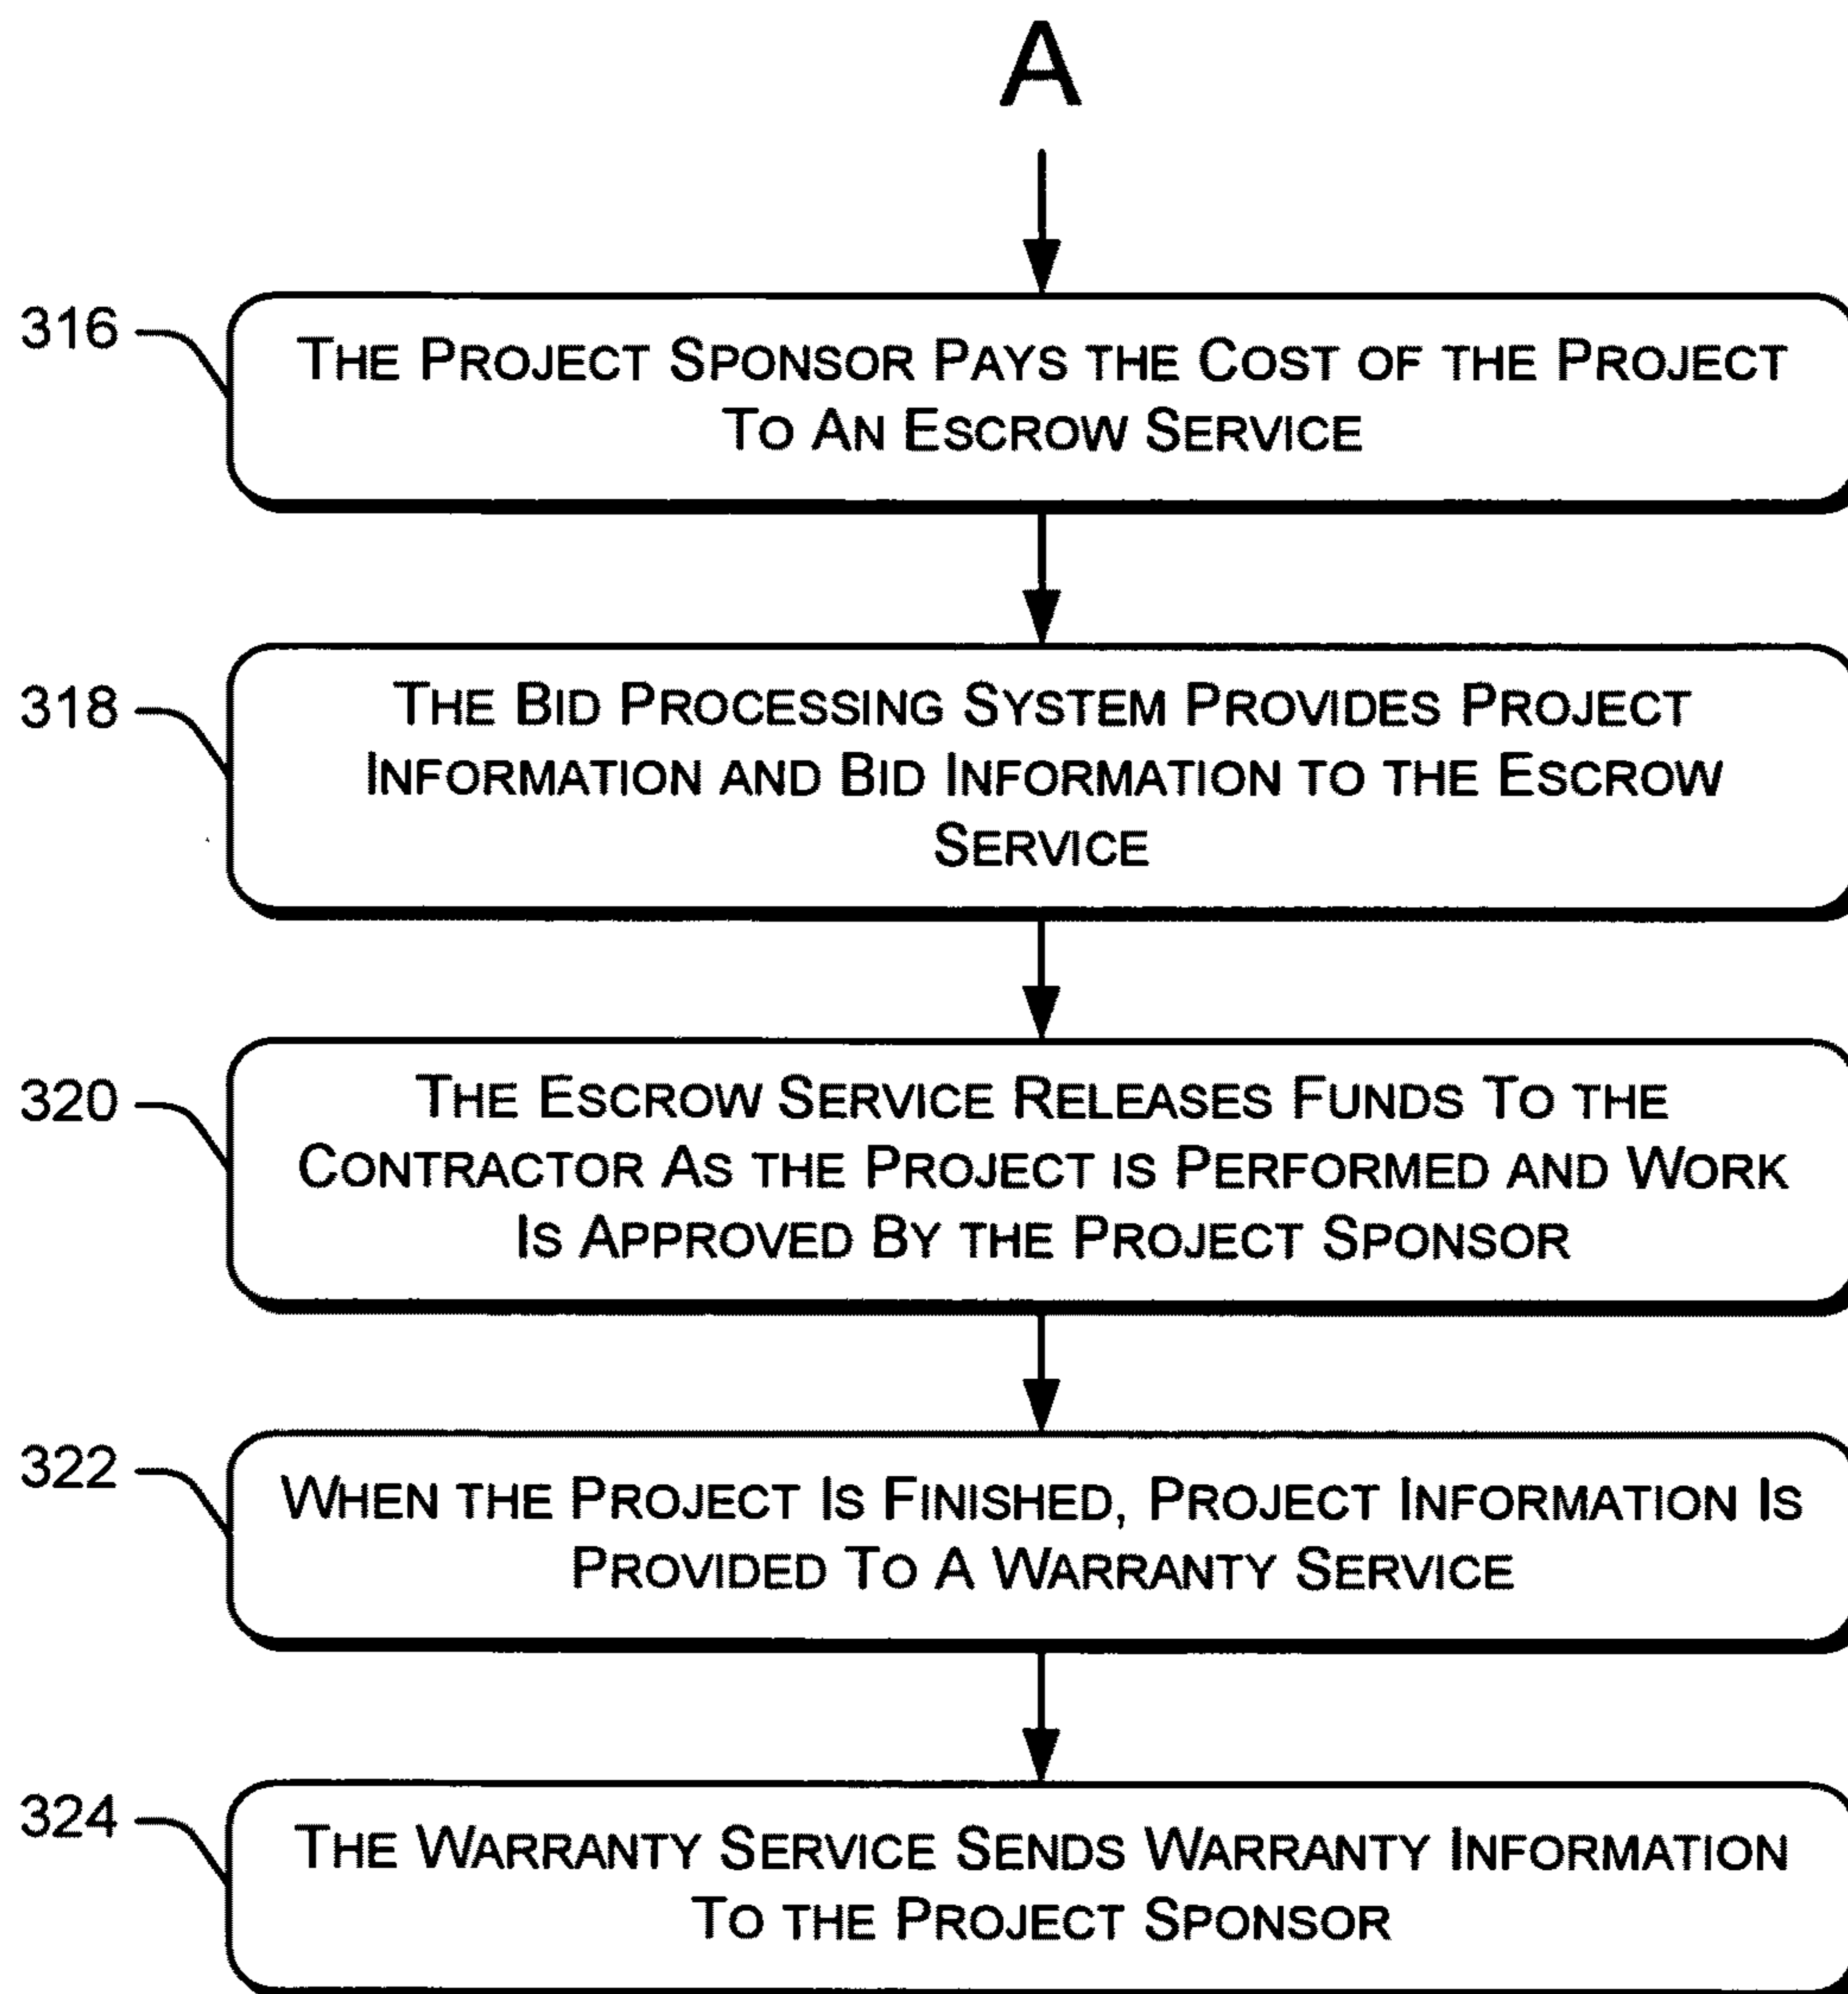 A
316
THE PROJECT SPONSOR PAYS THE COST OF THE PROJECT
TO AN ESCROW SERVICE
318
THE BID PROCESSING SYSTEM PROVIDES PROJECT
INFORMATION AND BID INFORMATION TO THE ESCROW
SERVICE
320
THE ESCROW SERVICE RELEASES FUNDS TO THE
CONTRACTOR AS THE PROJECT IS PERFORMED AND WORK
IS APPROVED BY THE PROJECT SPONSOR
322
WHEN THE PROJECT IS FINISHED, PROJECT INFORMATION IS
PROVIDED TO A WARRANTY SERVICE
324
THE WARRANTY SERVICE SENDS WARRANTY INFORMATION
TO THE PROJECT SPONSOR